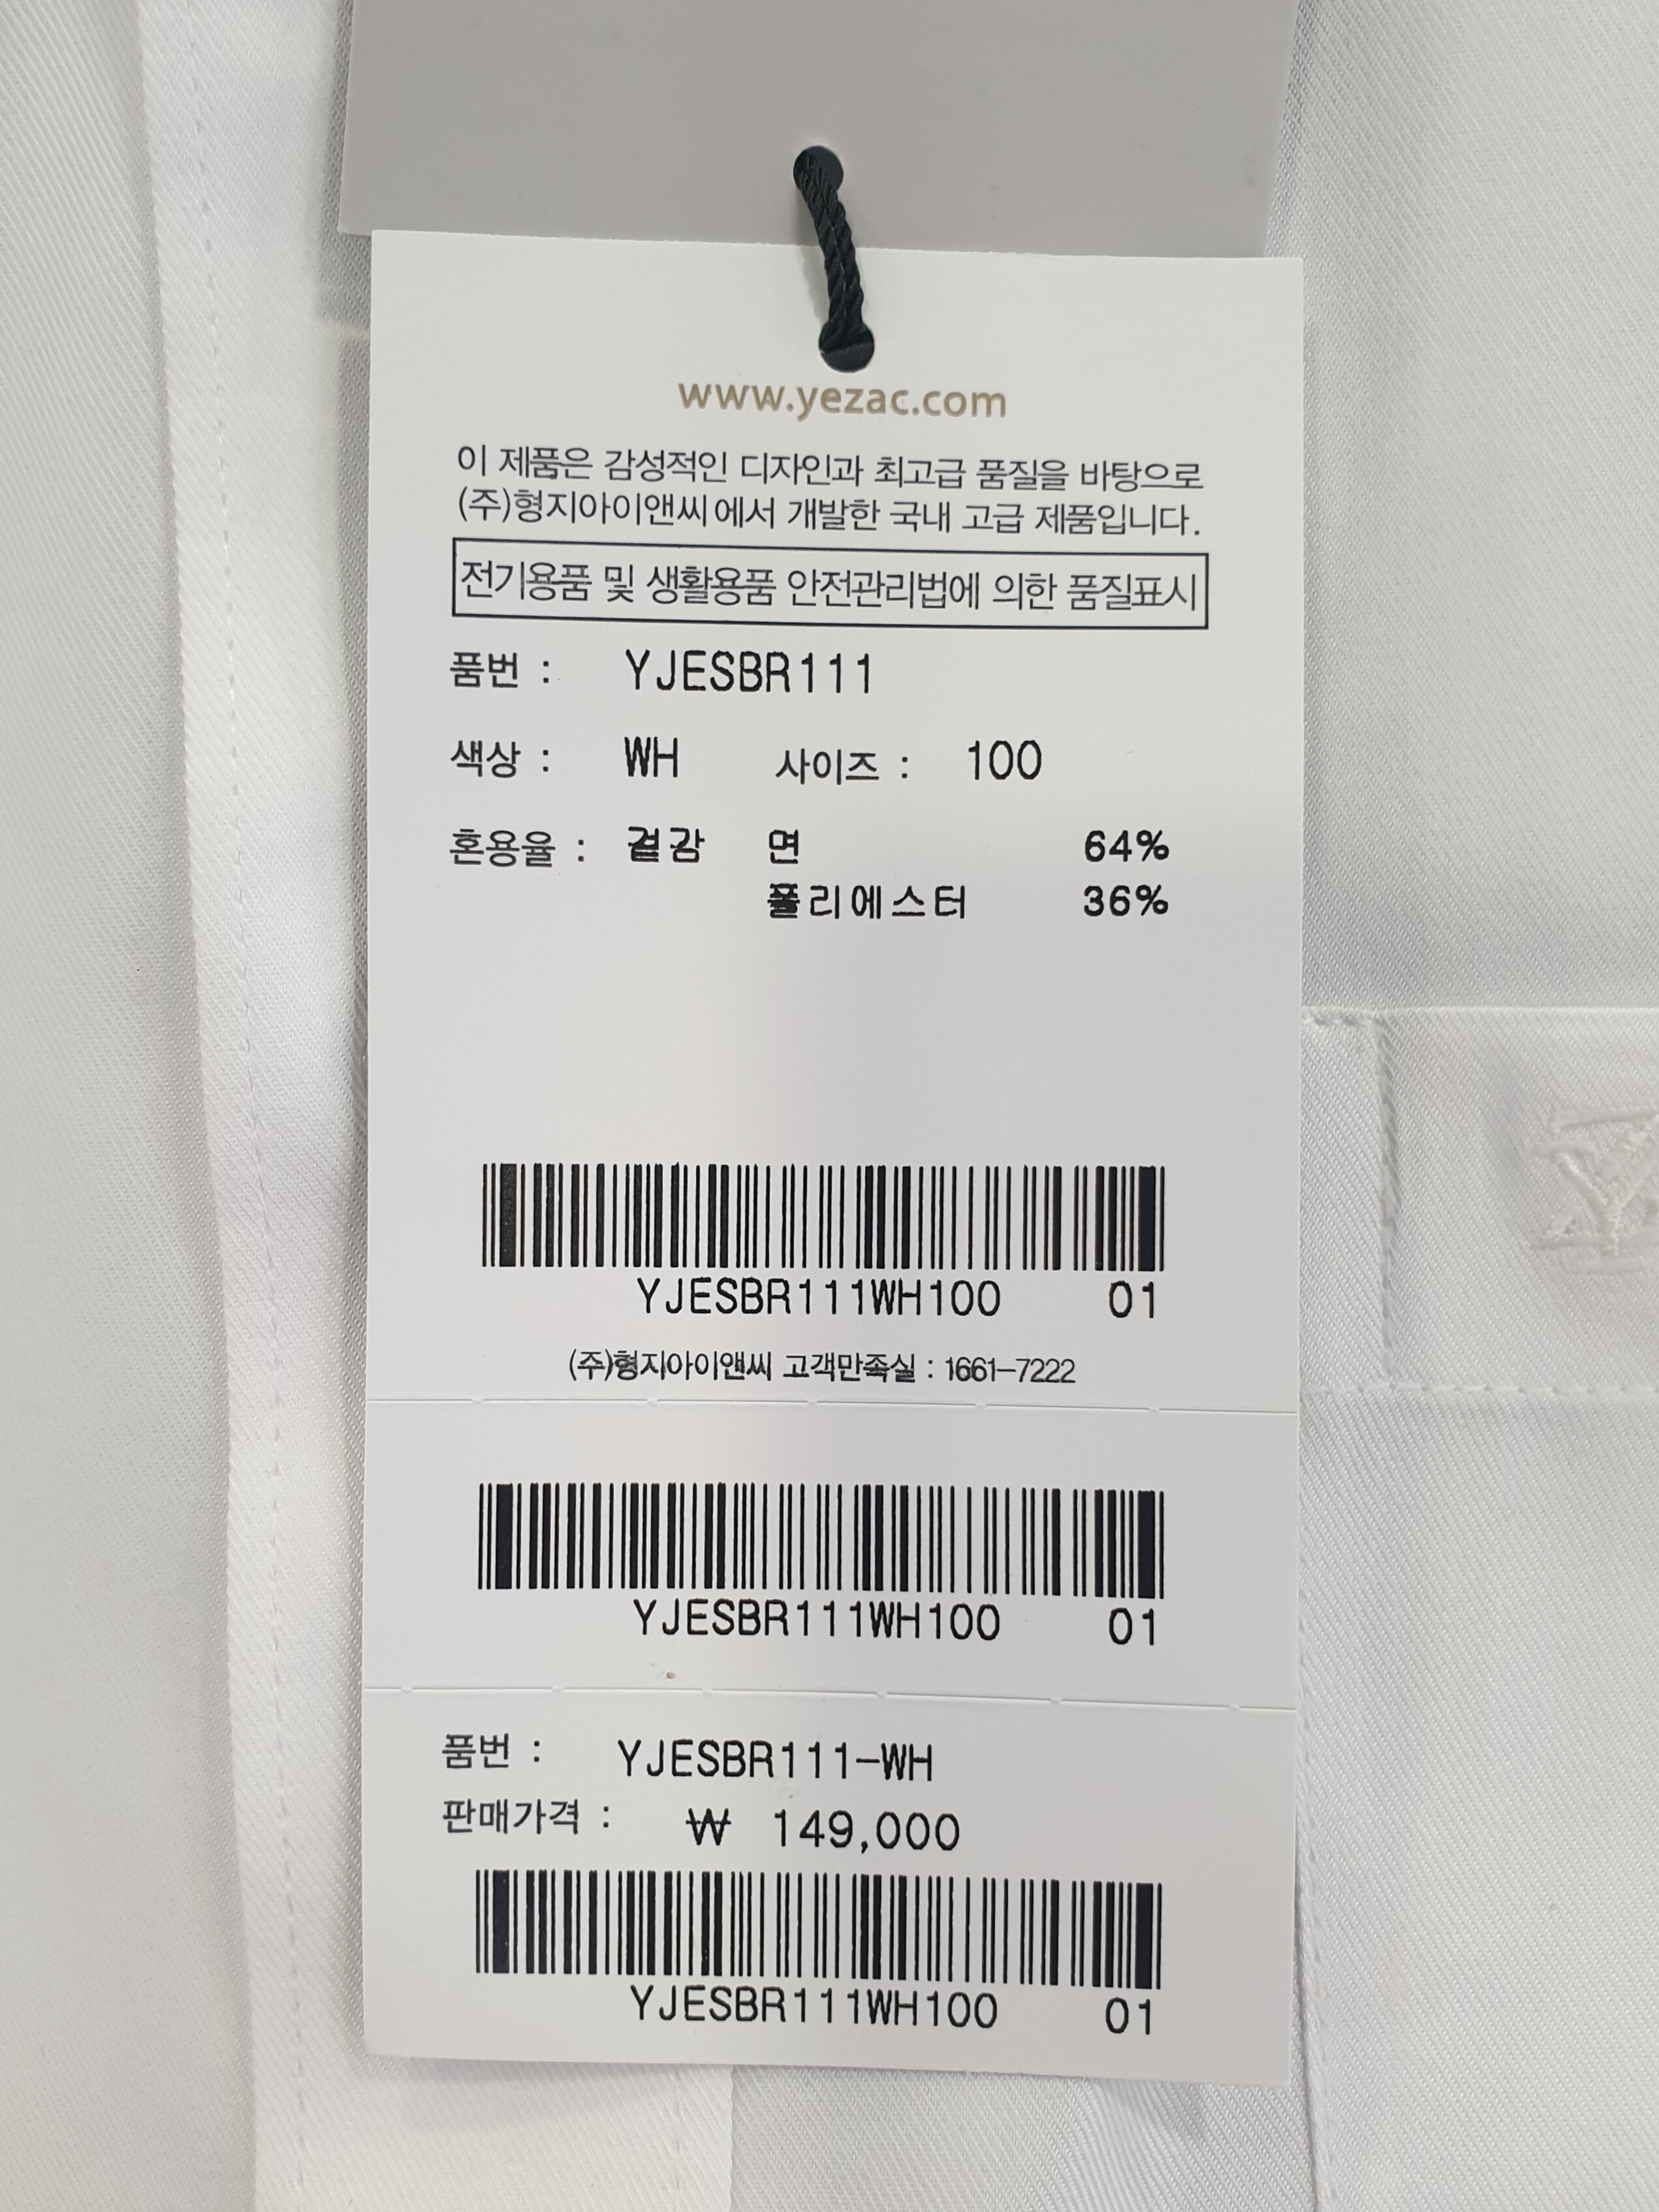 www.yezac.com
이 제품은 감성적인 디자인과 최고급 품질을 바탕으로
(주)형지아이앤씨에서 개발한 국내 고급 제품입니다.
전기용품 및 생활용품 안전관리법에 의한 품질표시
품번 : YJESBR111
색상 : WH 사이즈 : 100
혼용율 : 겉감 면 64%
폴리에스터 36%
YJESBR111WH100 01
(주)형지아이앤씨 고객만족실 : 1661-7222
YJESBR111WH100 01
품번 : YJESBR111-WH
판매가격 : ₩ 149,000
YJESBR111WH100 01